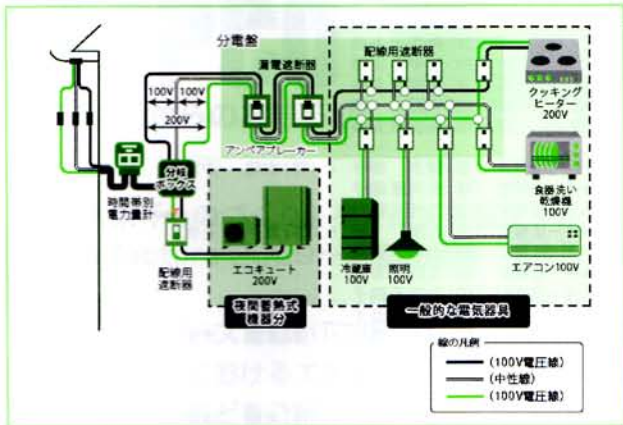 分電盤
漏電遮断器
配線用遮断器
100V
100V
200V
アンペアブレーカー
クッキング
ヒーター
200V
分岐
ボックス
時間帯別
電力量計
食器洗い
乾燥機
100V
配線用
遮断器
エコキュート
200V
冷蔵庫
100V
照明
100V
エアコン100V
夜間蓄熱式
機器分
一般的な電気器具
線の凡例
(100V電圧線)
(中性線)
(100V電圧線)